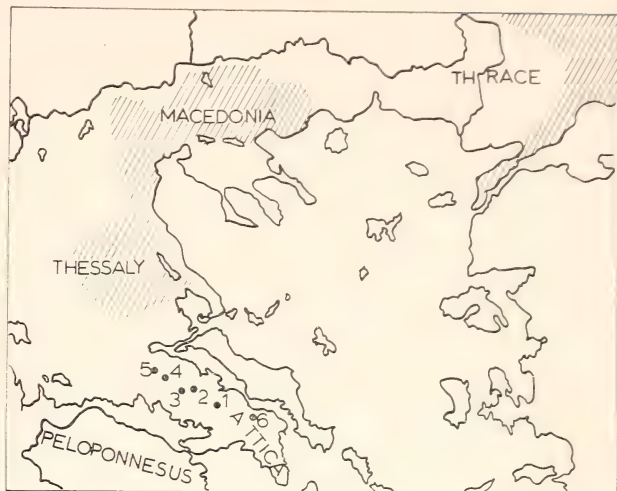 THRACE
MACEDONIA
THESSALY
5
4
3
2
1
6
ATTICA
PELOPONNESUS